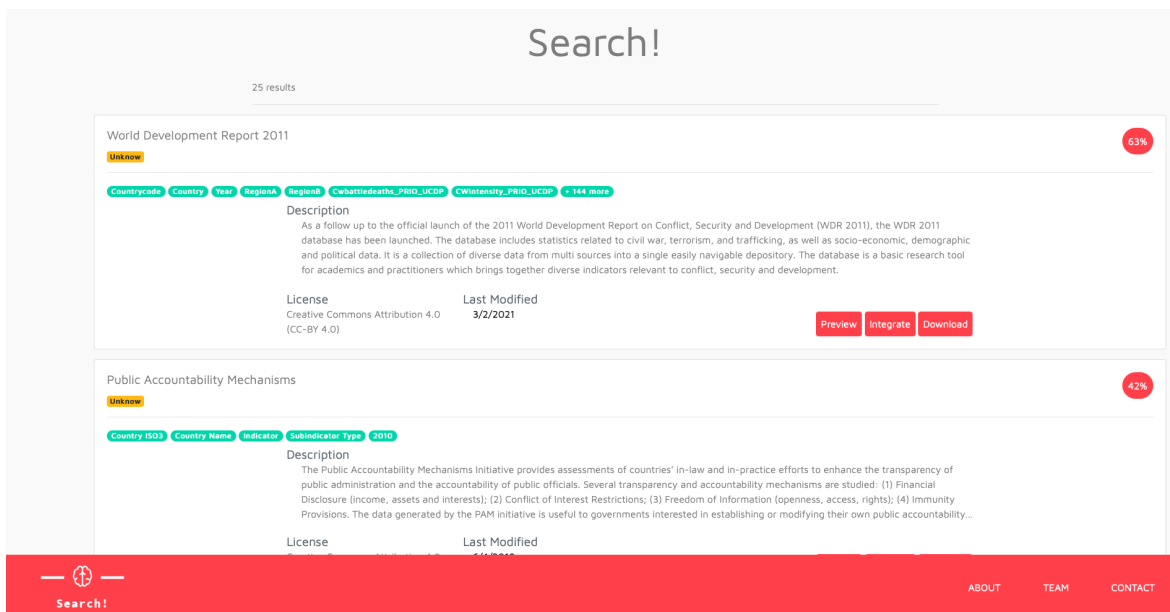 Search!
25 results
World Development Report 2011
63%
Unknow
Countrycode Country Year RegionA RegionB Cwbattledeaths_PRIO_UCDP CWintensity_PRIO_UCDP + 144 more
Description
As a follow up to the official launch of the 2011 World Development Report on Conflict, Security and Development (WDR 2011), the WDR 2011
database has been launched. The database includes statistics related to civil war, terrorism, and trafficking, as well as socio-economic, demographic
and political data. It is a collection of diverse data from multi sources into a single easily navigable depository. The database is a basic research tool
for academics and practitioners which brings together diverse indicators relevant to conflict, security and development.
License Last Modified
Creative Commons Attribution 4.0 3/2/2021
(CC-BY 4.0)
Preview Integrate Download
Public Accountability Mechanisms
42%
Unknow
Country ISO3 Country Name Indicator Subindicator Type 2010
Description
The Public Accountability Mechanisms Initiative provides assessments of countries' in-law and in-practice efforts to enhance the transparency of
public administration and the accountability of public officials. Several transparency and accountability mechanisms are studied: (1) Financial
Disclosure (income, assets and interests); (2) Conflict of Interest Restrictions; (3) Freedom of Information (openness, access, rights); (4) Immunity
Provisions. The data generated by the PAM initiative is useful to governments interested in establishing or modifying their own public accountability...
License Last Modified
Search!
ABOUT TEAM CONTACT